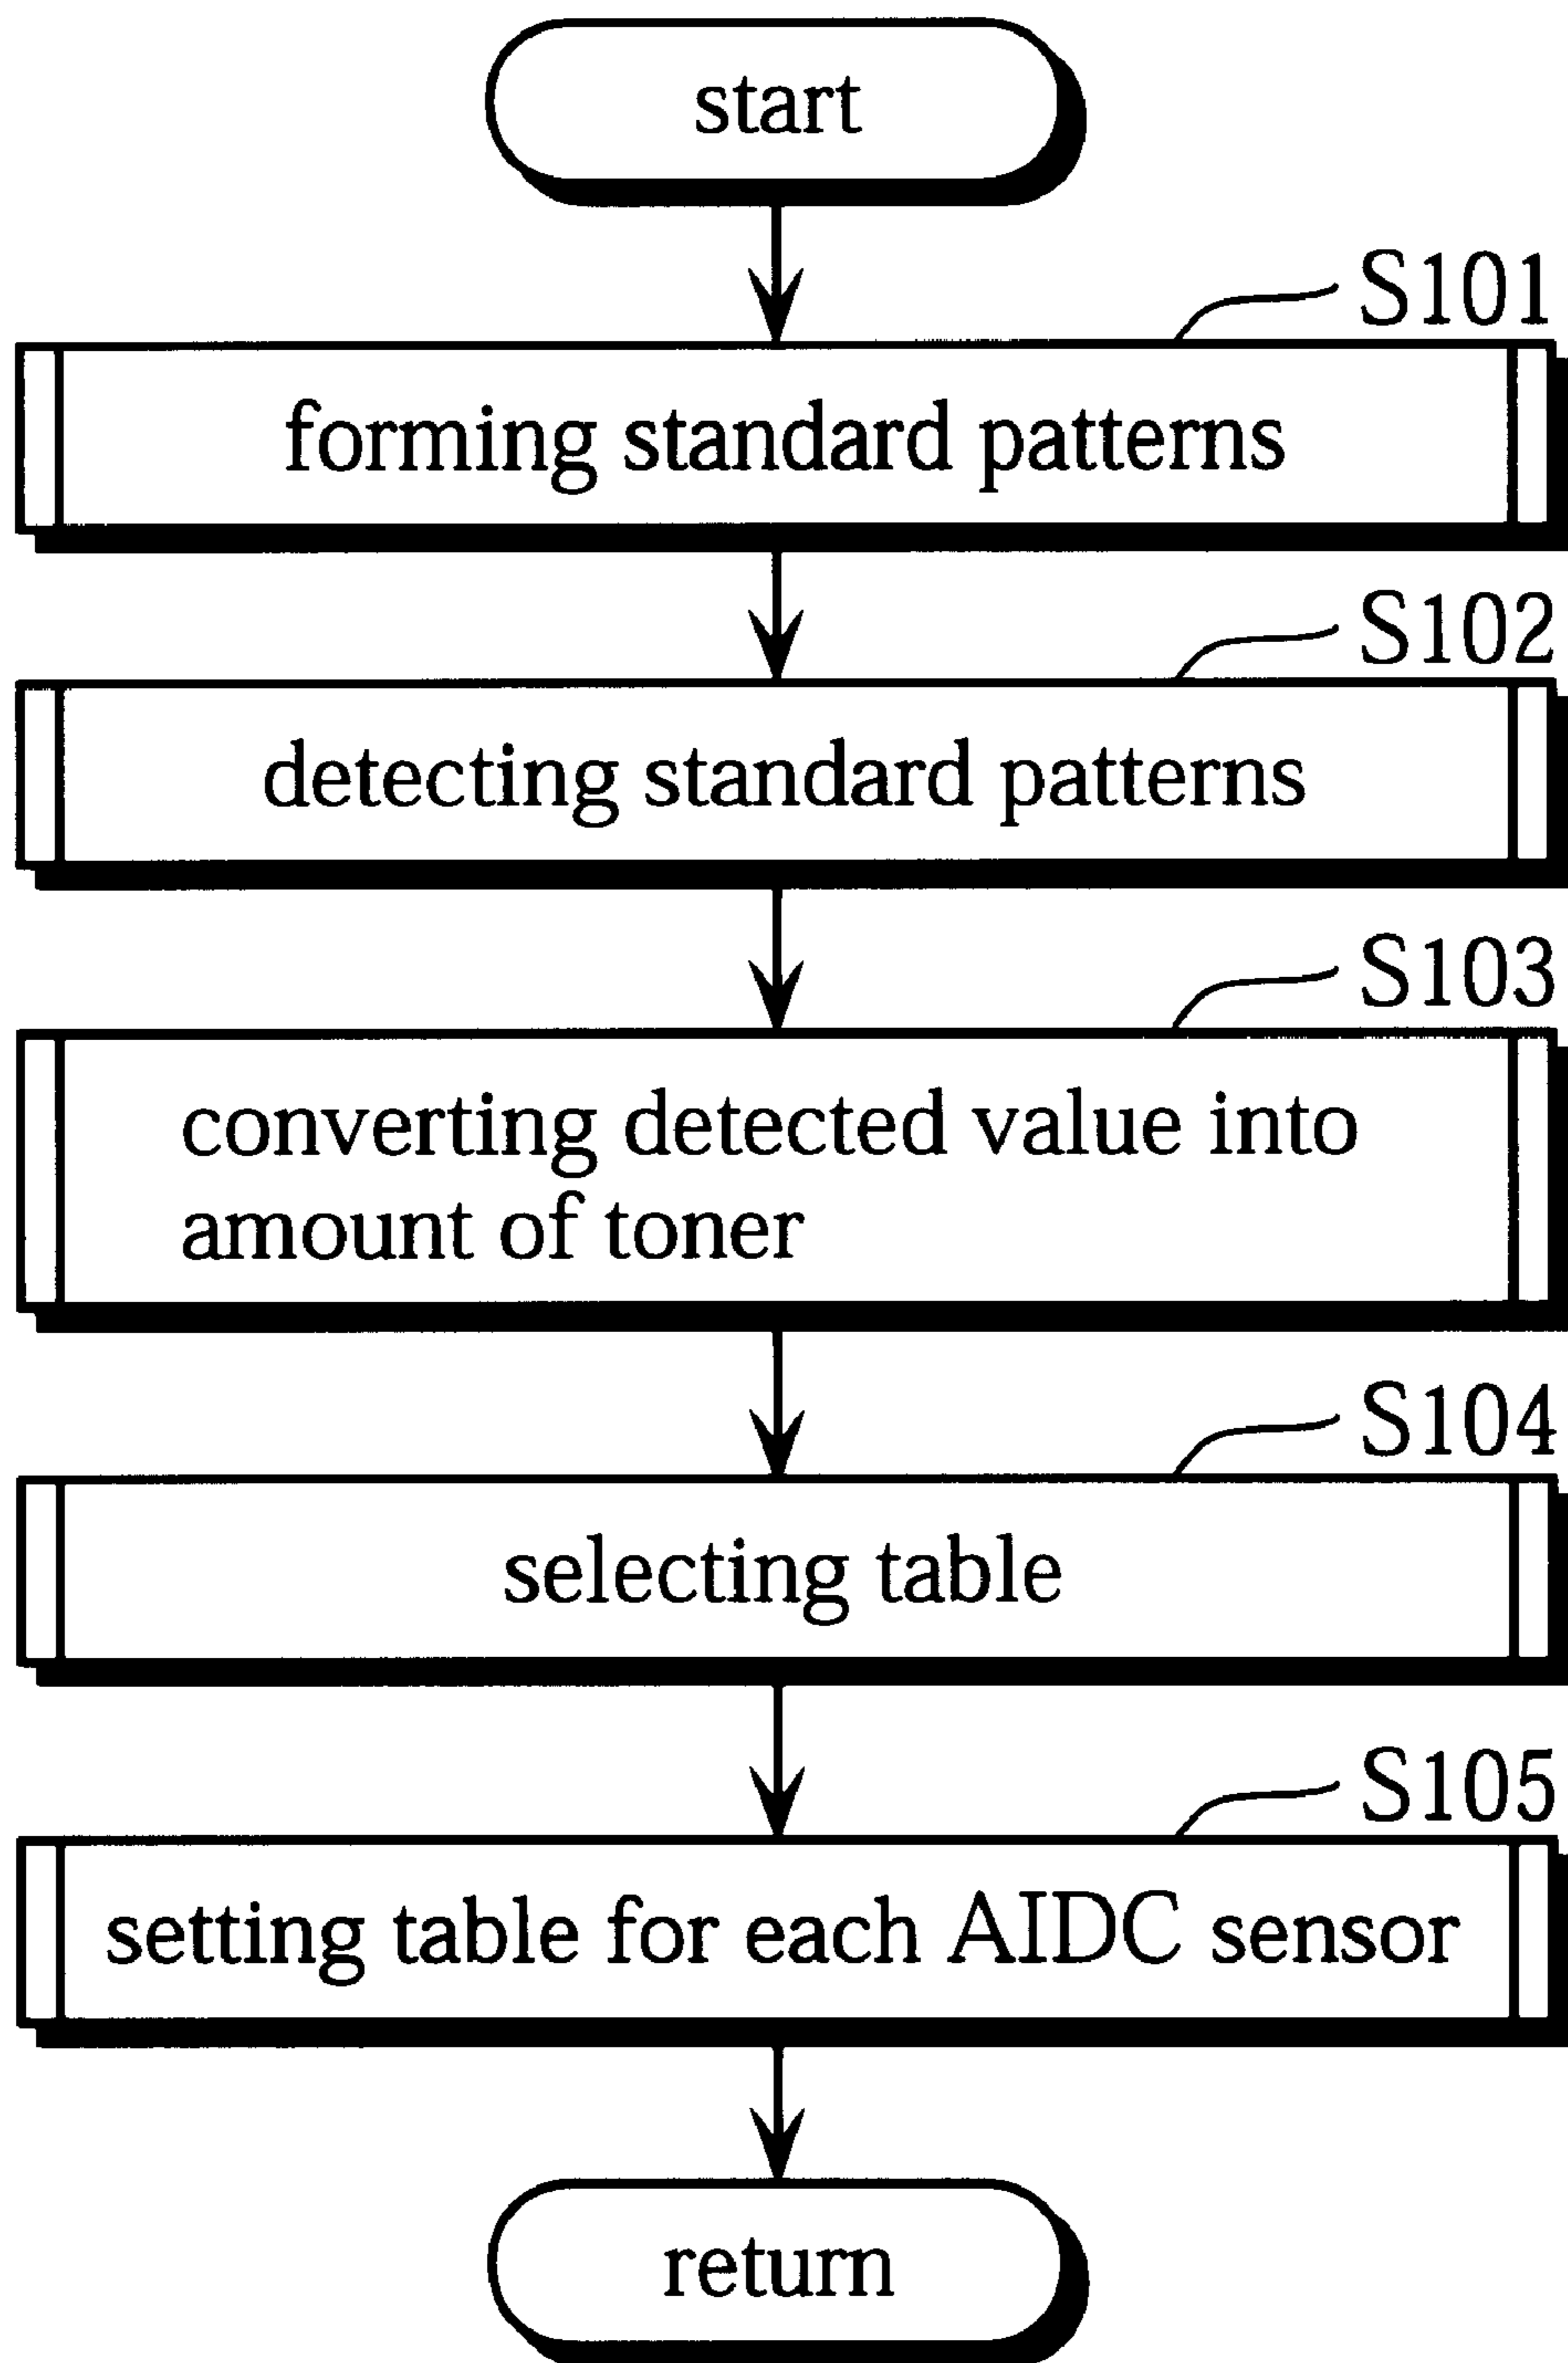 start
S101
forming standard patterns
S102
detecting standard patterns
S103
converting detected value into
amount of toner
S104
selecting table
S105
setting table for each AIDC sensor
return